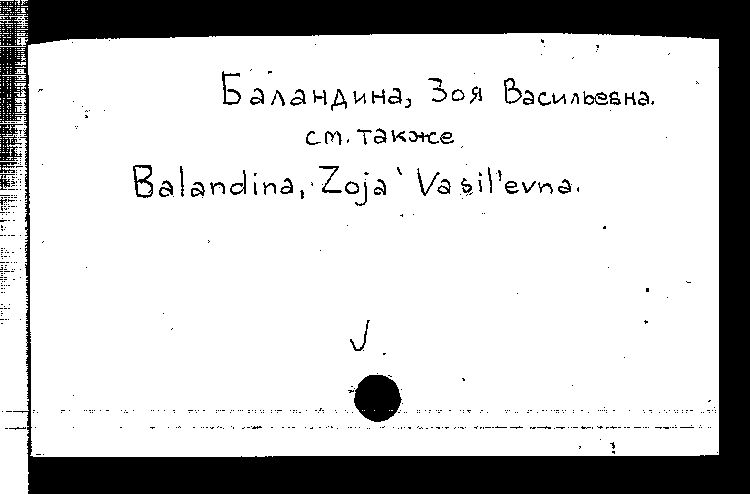 Баландина, Зоя Васильевна.
см. также
Balandina, Zoja Vasil'evna.